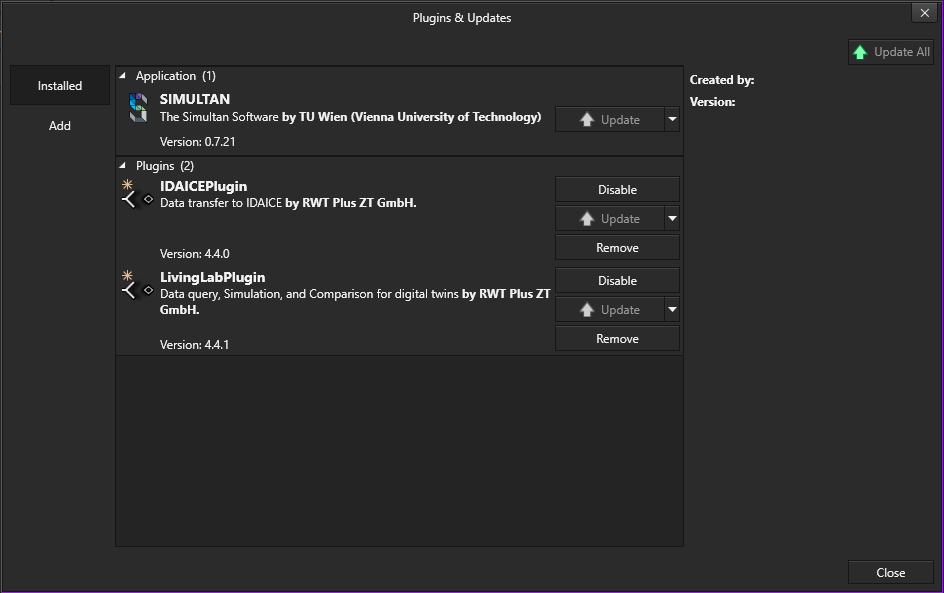 Plugins & Updates
Update All
Installed
Add
Application (1)
SIMULTAN
The Simultan Software by TU Wien (Vienna University of Technology)
Update
Version: 0.7.21
Plugins (2)
IDAICEPlugin
Data transfer to IDAICE by RWT Plus ZT GmbH.
Version: 4.4.0
Disable
Update
Remove
LivingLabPlugin
Data query, Simulation, and Comparison for digital twins by RWT Plus ZT
GmbH.
Version: 4.4.1
Disable
Update
Remove
Created by:
Version:
Close